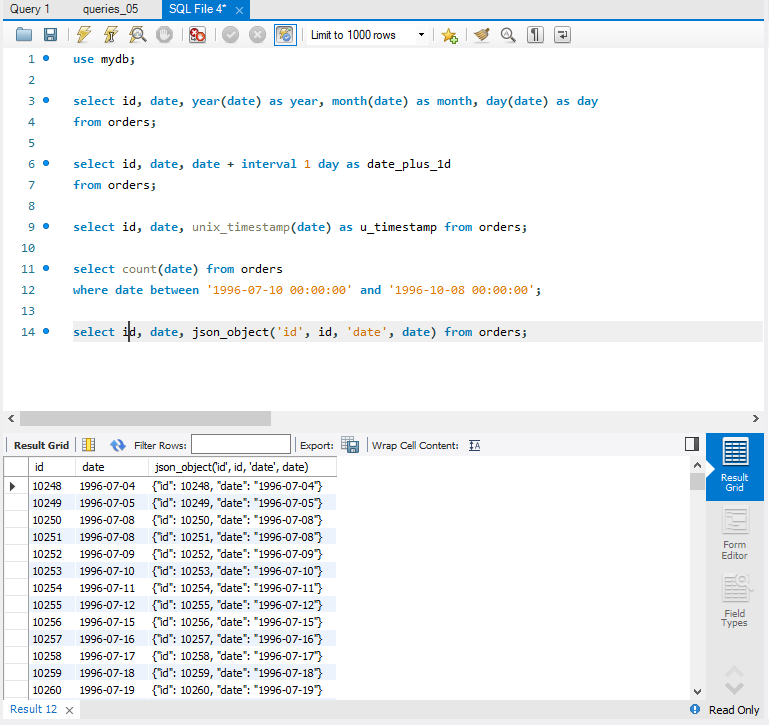 Query 1 queries_05 SQL File 4*
Limit to 1000 rows
1 use mydb;
2
3 select id, date, year(date) as year, month(date) as month, day(date) as day
4 from orders;
5
6 select id, date, date + interval 1 day as date_plus_1d
7 from orders;
8
9 select id, date, unix_timestamp(date) as u_timestamp from orders;
10
11 select count(date) from orders
12 where date between '1996-07-10 00:00:00' and '1996-10-08 00:00:00';
13
14 select id, date, json_object('id', id, 'date', date) from orders;
Result Grid Filter Rows: Export: Wrap Cell Content:
id date json_object('id', id, 'date', date)
10248 1996-07-04 {"id": 10248, "date": "1996-07-04"}
10249 1996-07-05 {"id": 10249, "date": "1996-07-05"}
10250 1996-07-08 {"id": 10250, "date": "1996-07-08"}
10251 1996-07-08 {"id": 10251, "date": "1996-07-08"}
10252 1996-07-09 {"id": 10252, "date": "1996-07-09"}
10253 1996-07-10 {"id": 10253, "date": "1996-07-10"}
10254 1996-07-11 {"id": 10254, "date": "1996-07-11"}
10255 1996-07-12 {"id": 10255, "date": "1996-07-12"}
10256 1996-07-15 {"id": 10256, "date": "1996-07-15"}
10257 1996-07-16 {"id": 10257, "date": "1996-07-16"}
10258 1996-07-17 {"id": 10258, "date": "1996-07-17"}
10259 1996-07-18 {"id": 10259, "date": "1996-07-18"}
10260 1996-07-19 {"id": 10260, "date": "1996-07-19"}
Result
Grid
Form
Editor
Field
Types
Result 12
Read Only